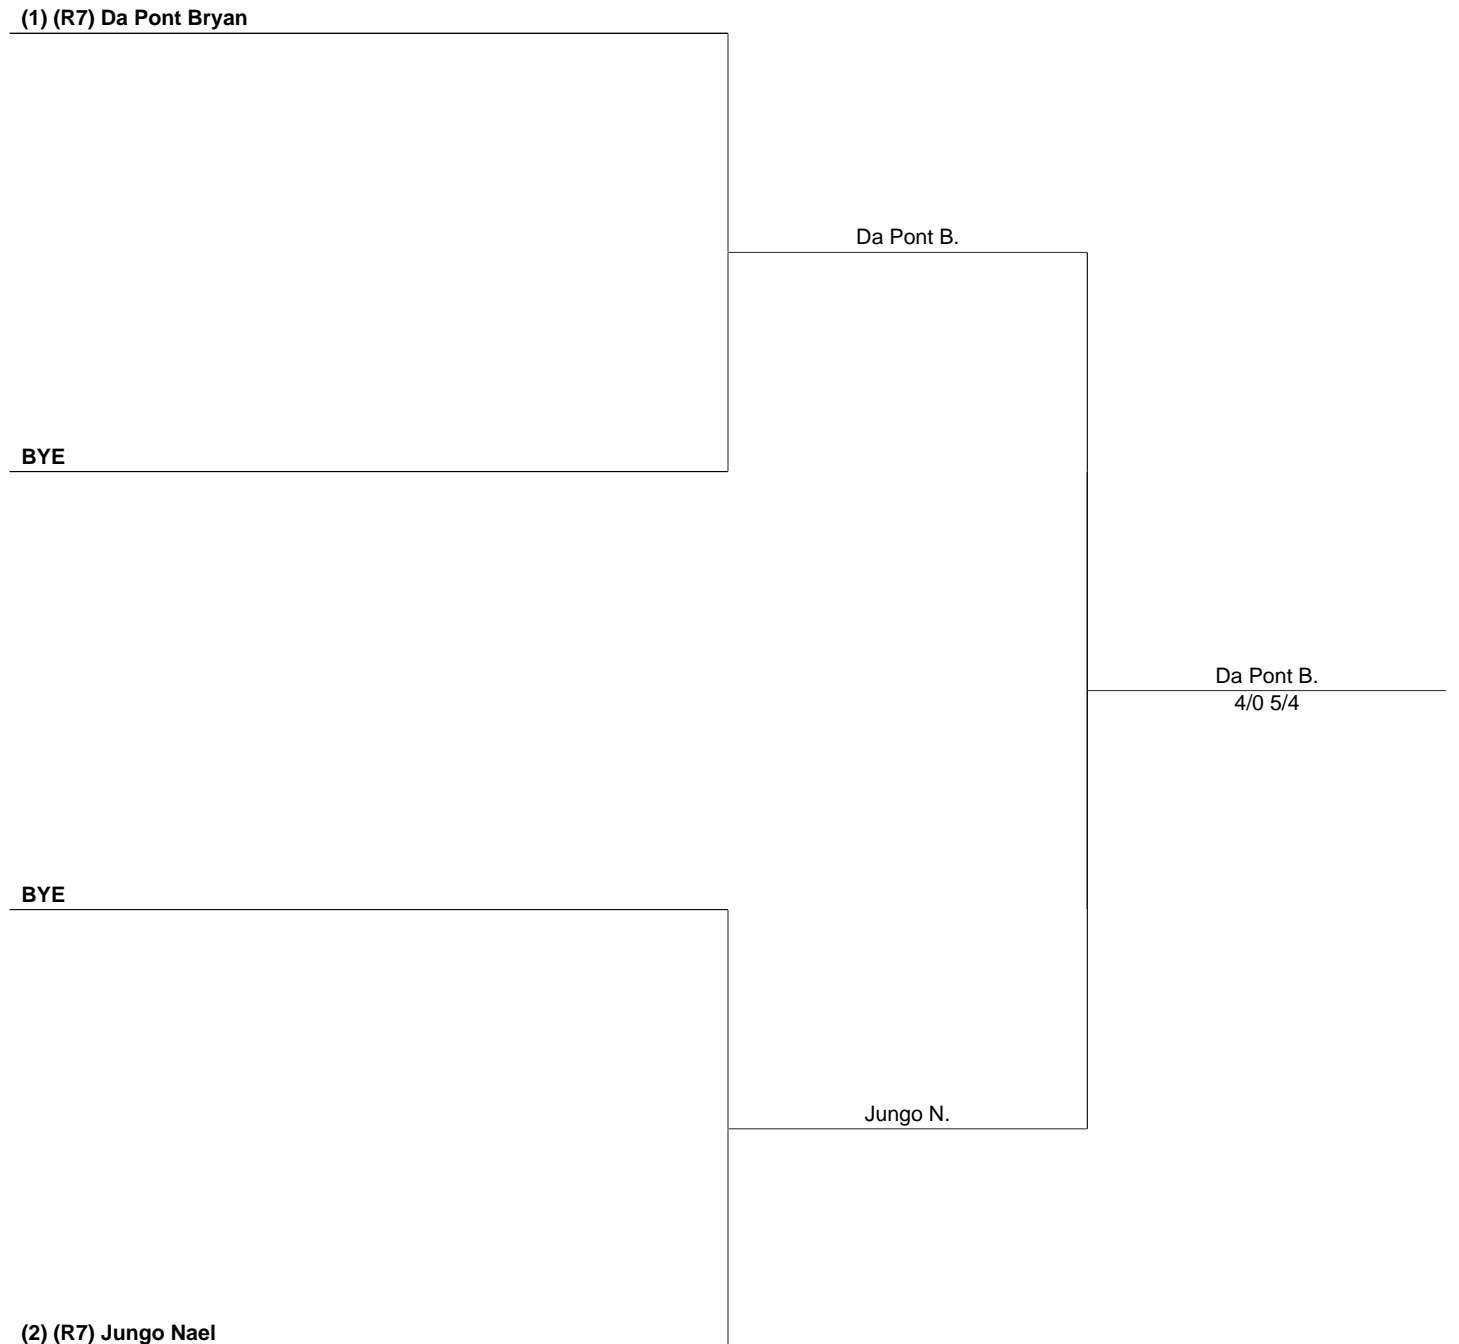 (1) (R7) Da Pont Bryan
Da Pont B.
BYE
Da Pont B.
4/0 5/4
BYE
Jungo N.
(2) (R7) Jungo Nael